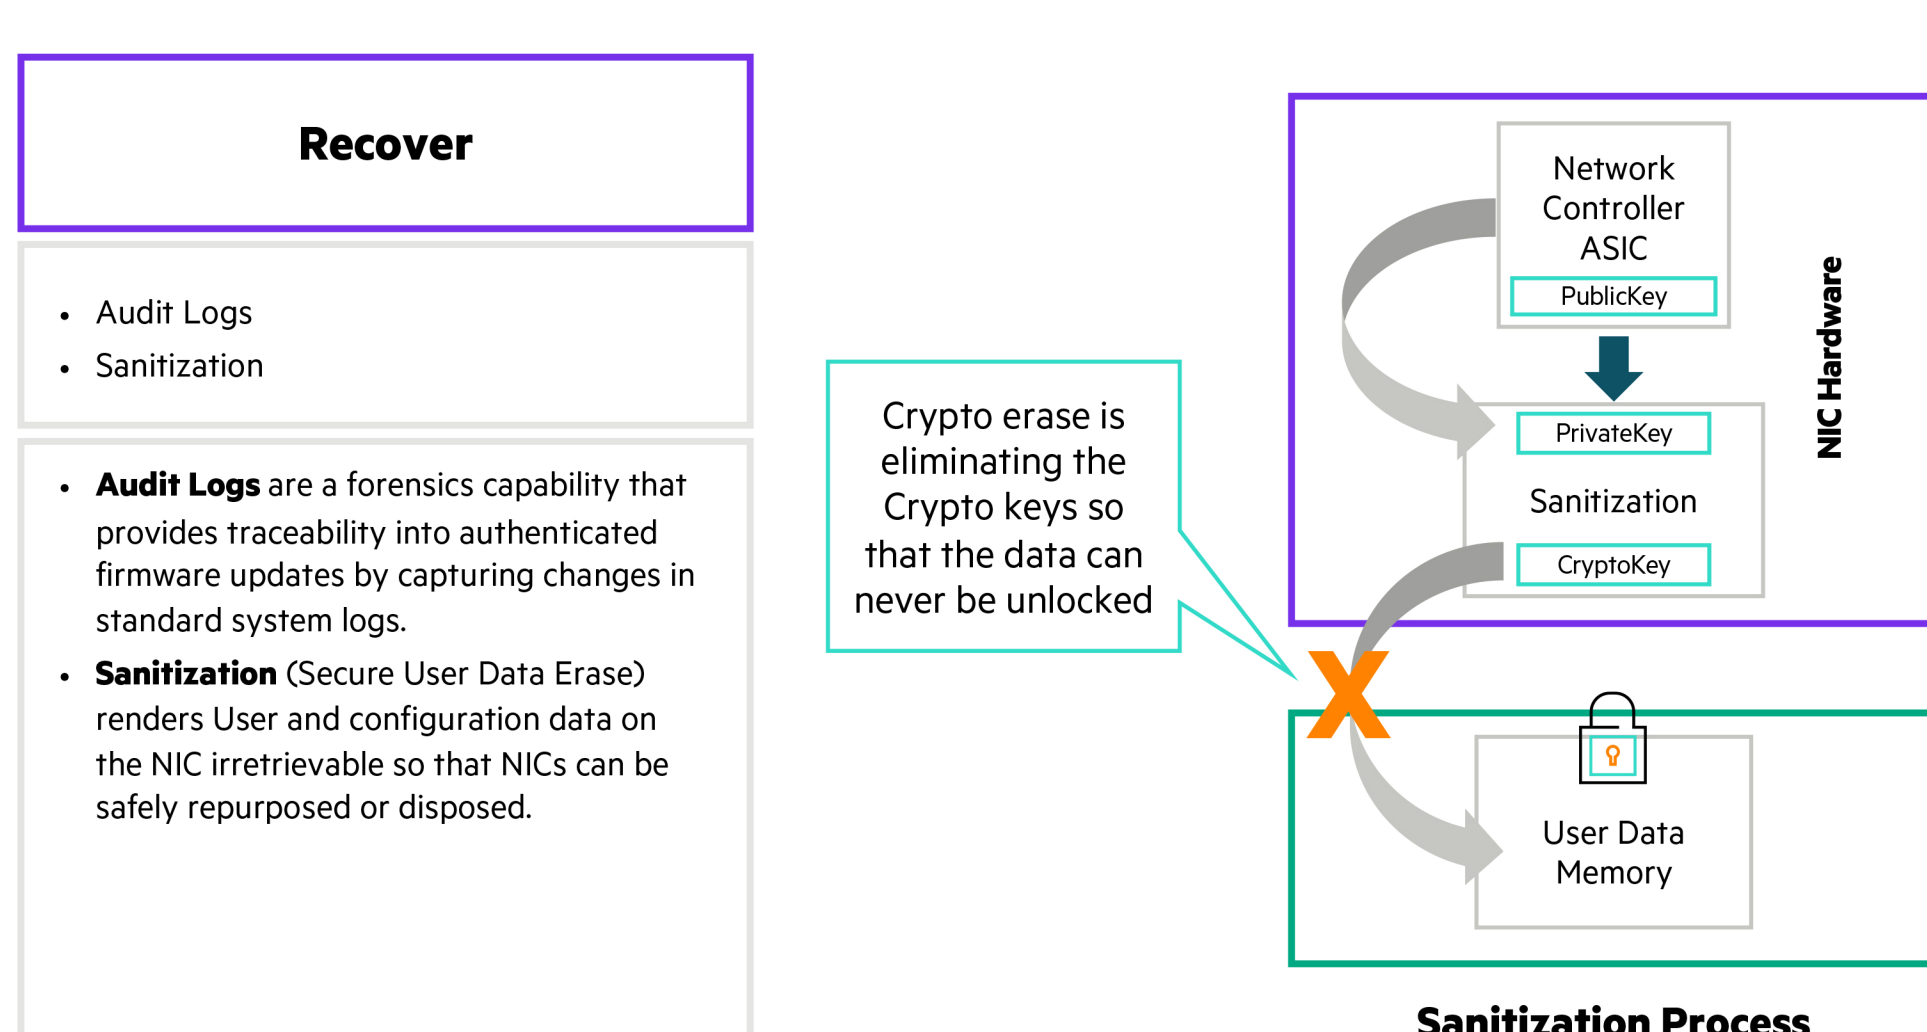 Recover
• Audit Logs
• Sanitization
• Audit Logs are a forensics capability that
provides traceability into authenticated
firmware updates by capturing changes in
standard system logs.
• Sanitization (Secure User Data Erase)
renders User and configuration data on
the NIC irretrievable so that NICs can be
safely repurposed or disposed.
Crypto erase is
eliminating the
Crypto keys so
that the data can
never be unlocked
Network
Controller
ASIC
PublicKey
PrivateKey
Sanitization
CryptoKey
NIC Hardware
X
User Data
Memory
Sanitization Process